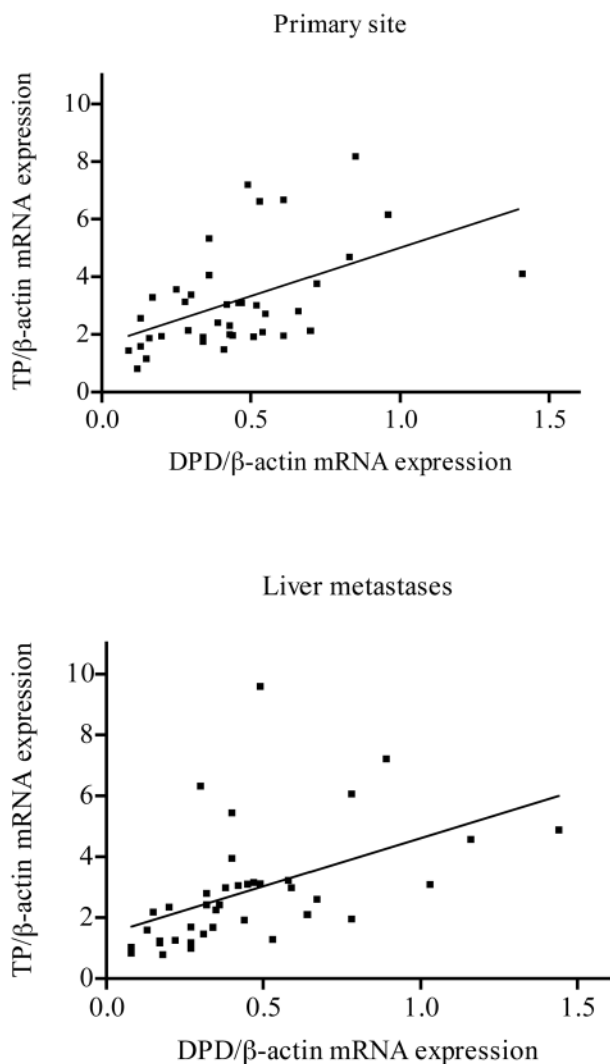 Primary site
TP/β-actin mRNA expression
10
8
6
4
2
0
0.0 0.5 1.0 1.5
DPD/β-actin mRNA expression
Liver metastases
TP/β-actin mRNA expression
10
8
6
4
2
0
0.0 0.5 1.0 1.5
DPD/β-actin mRNA expression